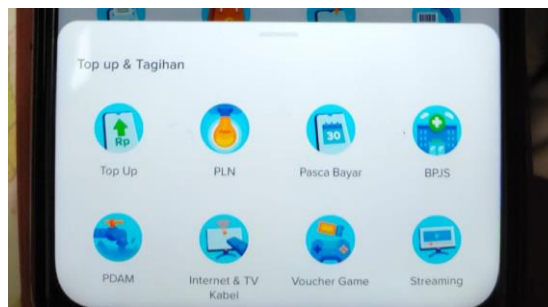 Top up & Tagihan
Rp
30
Top Up
PLN
Pasca Bayar
BPJS
PDAM
Internet & TV
Kabel
Voucher Game
Streaming